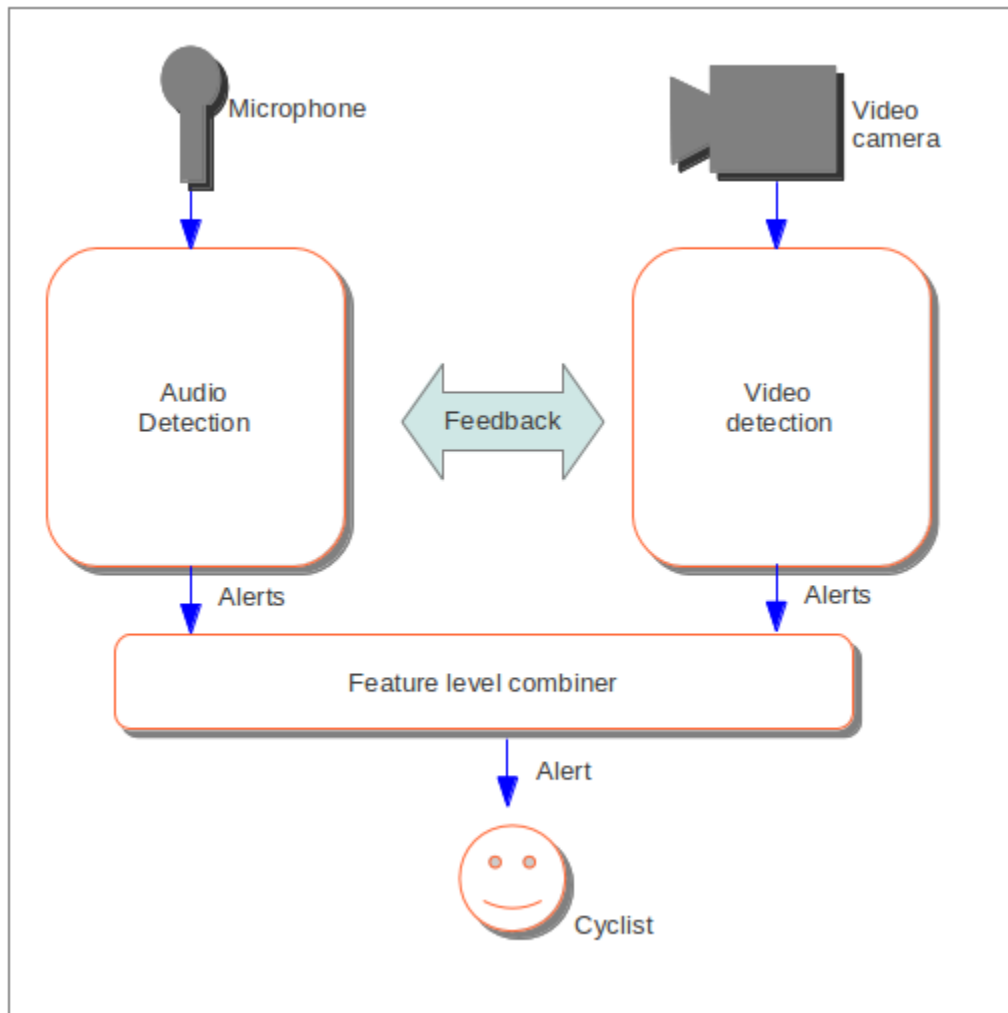 Microphone
Video
camera
Audio
Detection
Feedback
Video
detection
Alerts
Alerts
Feature level combiner
Alert
Cyclist